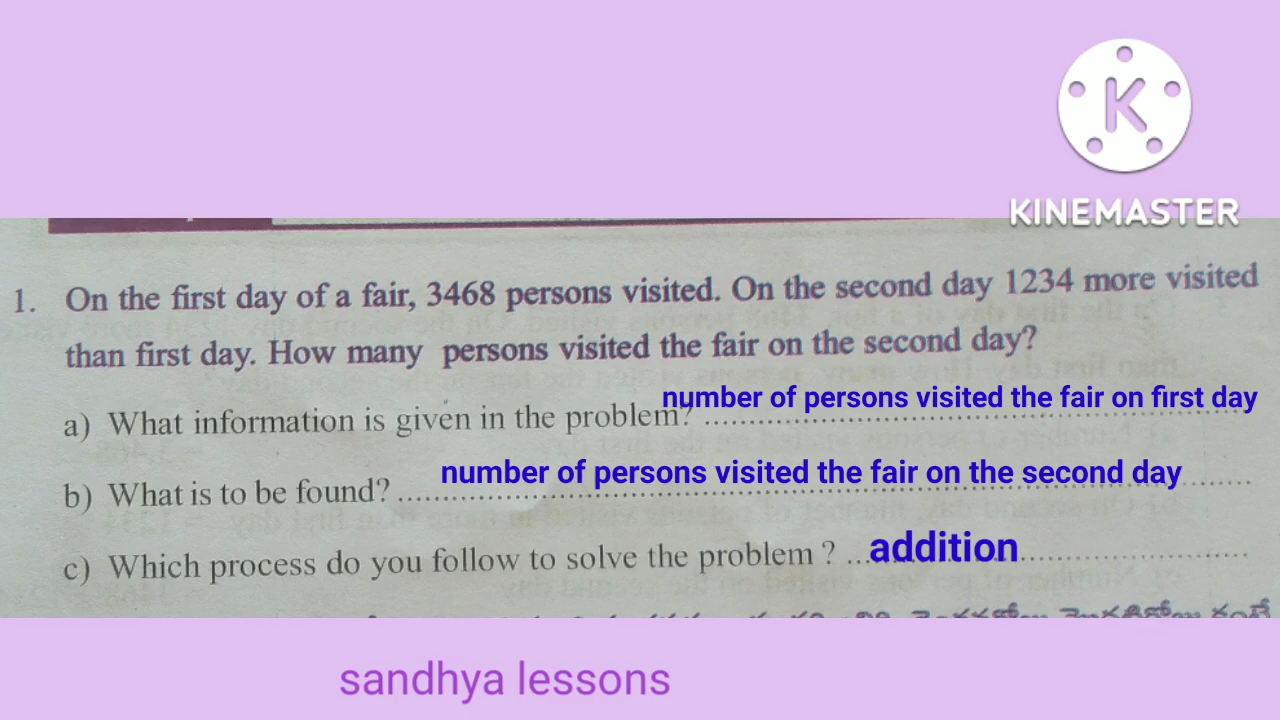 KINEMASTER
1. On the first day of a fair, 3468 persons visited. On the second day 1234 more visited
than first day. How many persons visited the fair on the second day?
number of persons visited the fair on first day
a) What information is given in the problem? ........................................
number of persons visited the fair on the second day
b) What is to be found? ........................................
c) Which process do you follow to solve the problem ? ...addition........................
sandhya lessons